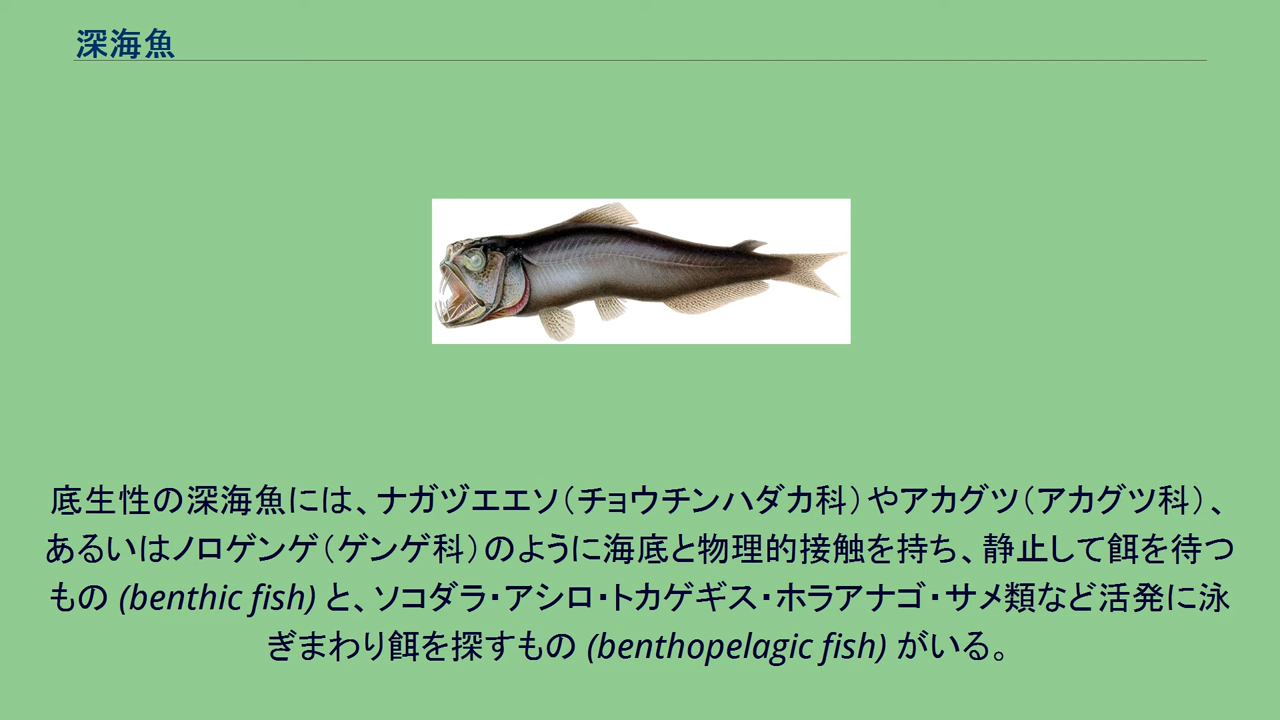 深海魚
底生性の深海魚には、ナガヅエエソ（チョウチンハダカ科）やアカグツ（アカグツ科）、
あるいはノロゲンゲ（ゲンゲ科）のように海底と物理的接触を持ち、静止して餌を待つ
もの (benthic fish) と、ソコダラ・アシロ・トカゲギス・ホラアナゴ・サメ類など活発に泳
ぎまわり餌を探すもの (benthopelagic fish) がいる。